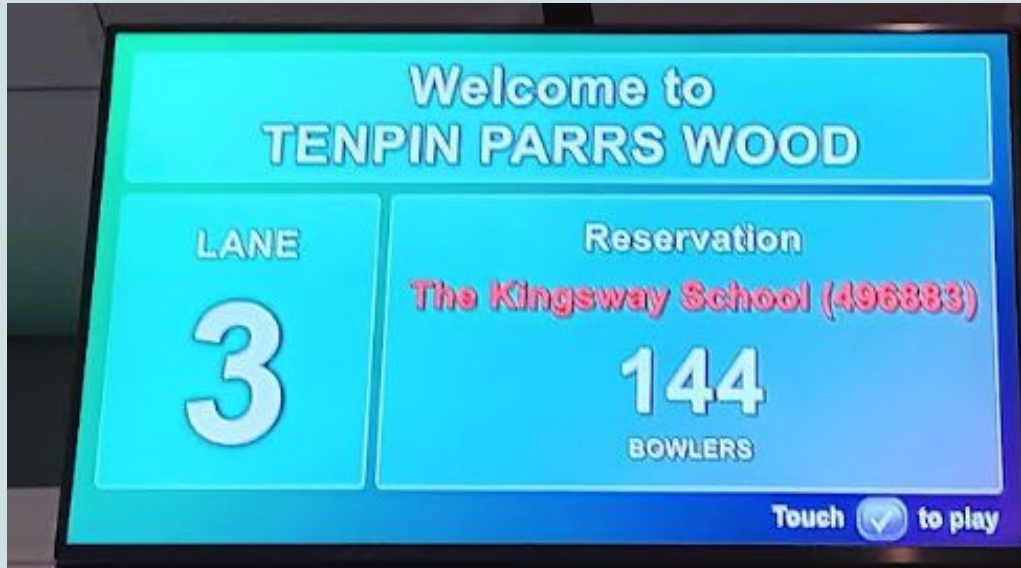 Welcome to
TENPIN PARRS WOOD
LANE
3
Reservation
The Kingsway School (496883)
144
BOWLERS
Touch to play